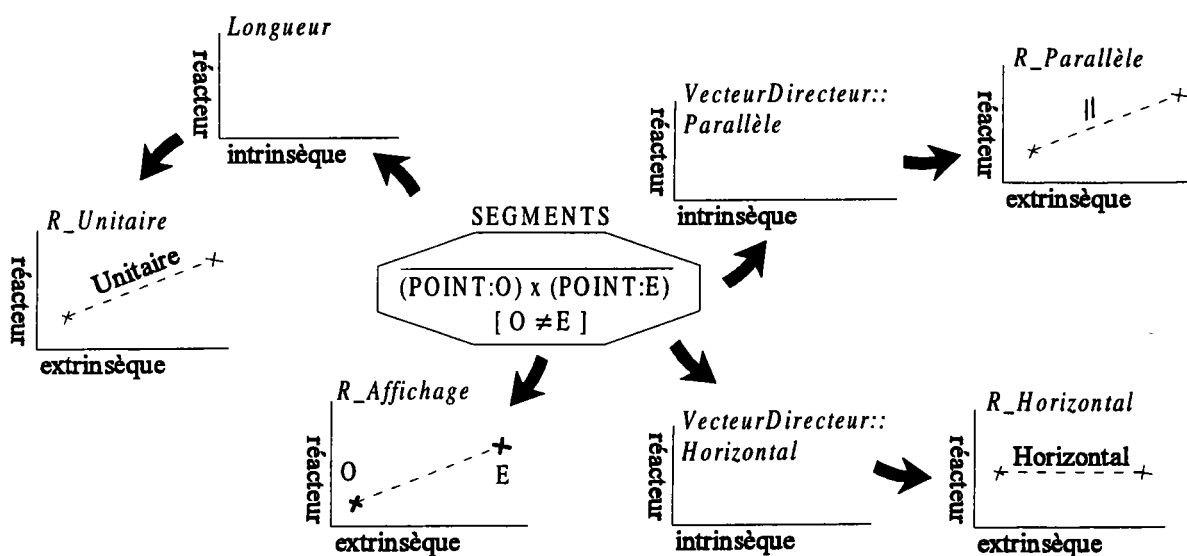 Longueur
réacteur
intrinsèque
R_Unitaire
réacteur
Unitaire
extrinsèque
SEGMENTS
(POINT:O) x (POINT:E)
[ O ≠ E ]
R_Affichage
réacteur
O
E
extrinsèque
VecteurDirecteur::
Parallèle
réacteur
intrinsèque
R_Parallèle
réacteur
||
extrinsèque
VecteurDirecteur::
Horizontal
réacteur
intrinsèque
R_Horizontal
réacteur
Horizontal
extrinsèque